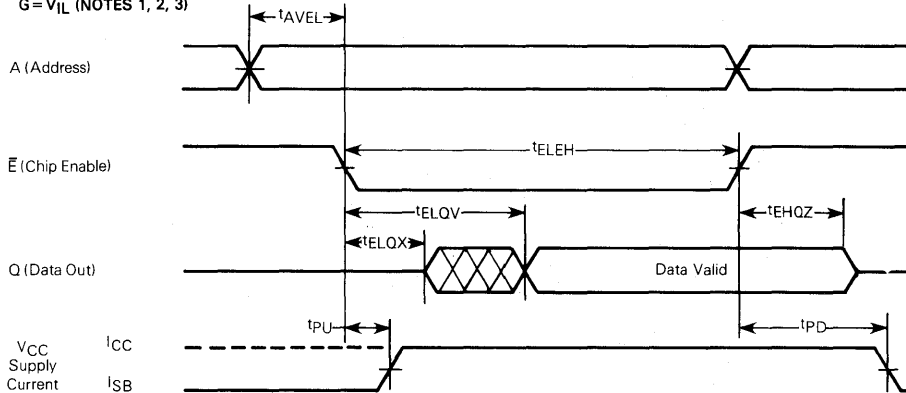 G=VIL (NOTES 1, 2, 3)
tAVEL
A (Address)
tELEH
Ē (Chip Enable)
tELQV
tEHQZ
tELQX
Q (Data Out)
Data Valid
tPU
tPD
VCC ICC
Supply
Current ISB